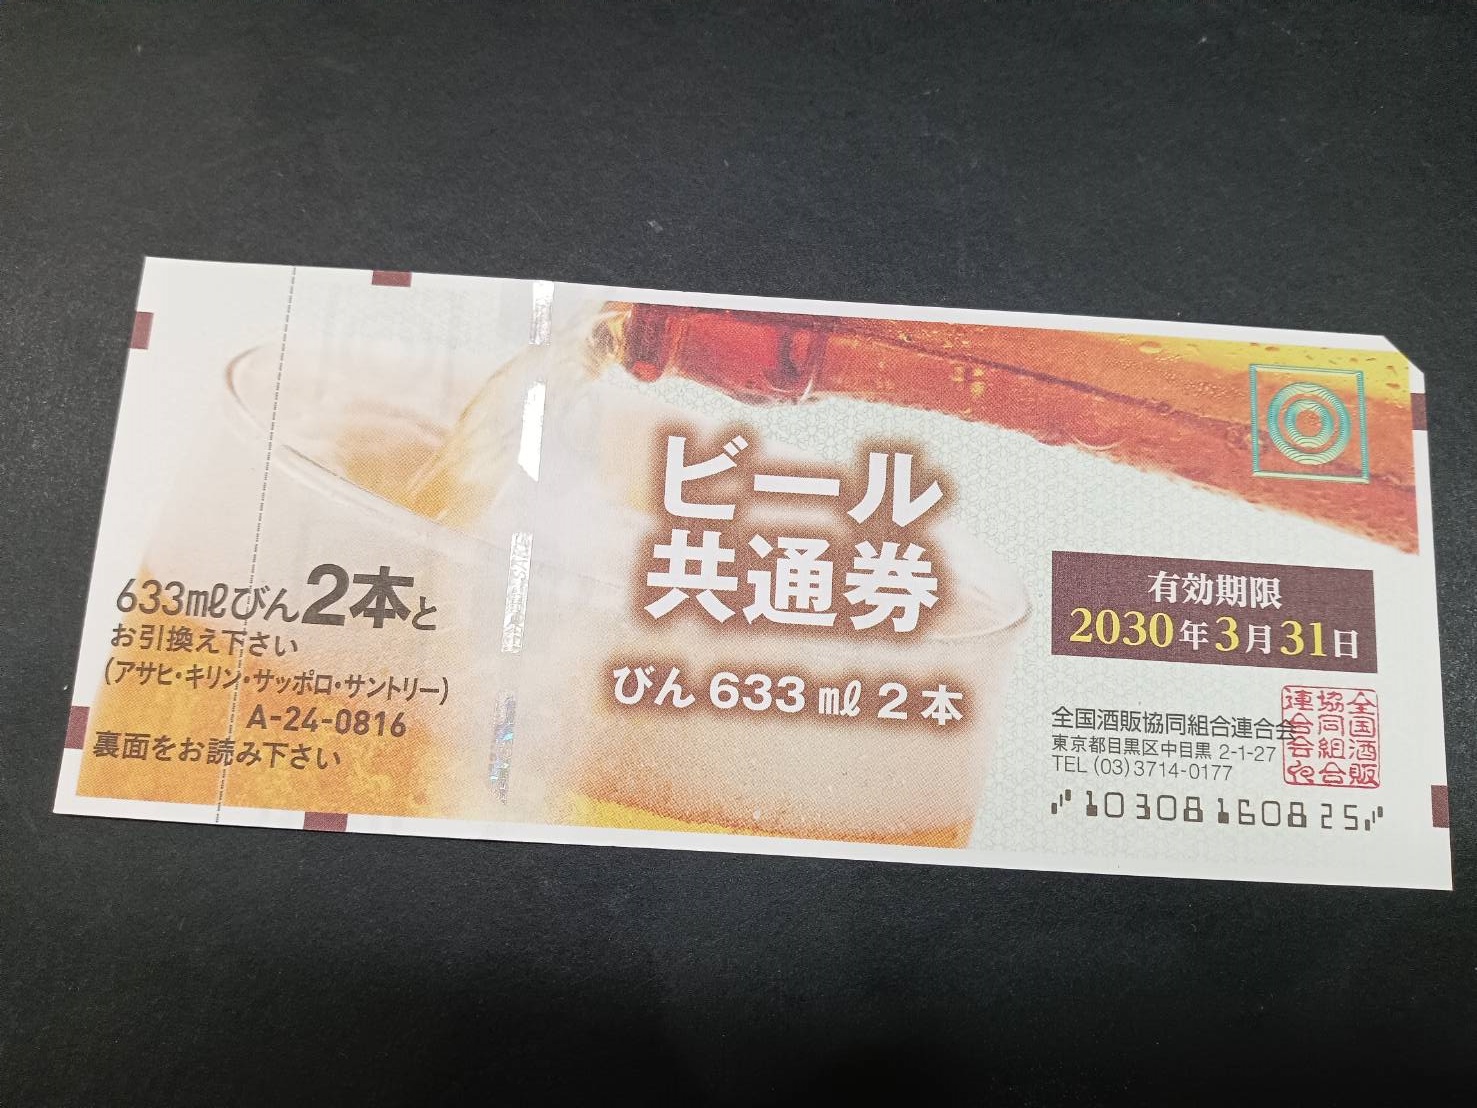 ビール
共通券
びん 633 ㎖ 2 本
633㎖びん2本と
お引換え下さい
(アサヒ・キリン・サッポロ・サントリー)
A-24-0816
裏面をお読み下さい
有効期限
2030年3月31日
全国酒販協同組合連合会
東京都目黒区中目黒 2-1-27
TEL (03)3714-0177
全国酒販
協同組合
連合会印
10308160825